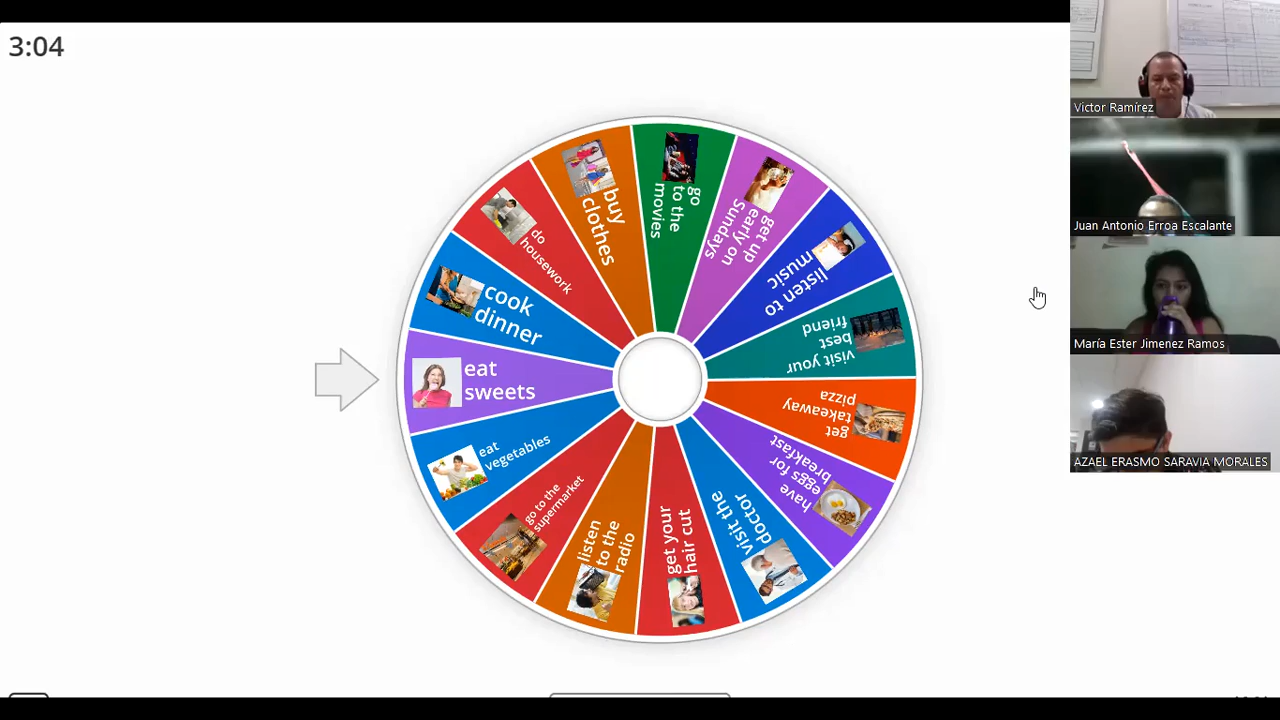 3:04
go
to the
movies
get up
early on
Sundays
listen to
music
visit your
best
friend
get
takeaway
pizza
have
eggs for
breakfast
visit the
doctor
get your
hair cut
listen
to the
radio
go to the
supermarket
eat
vegetables
eat
sweets
cook
dinner
do
housework
buy
clothes
Victor Ramírez
Juan Antonio Erroa Escalante
María Ester Jimenez Ramos
AZAEL ERASMO SARAVIA MORALES